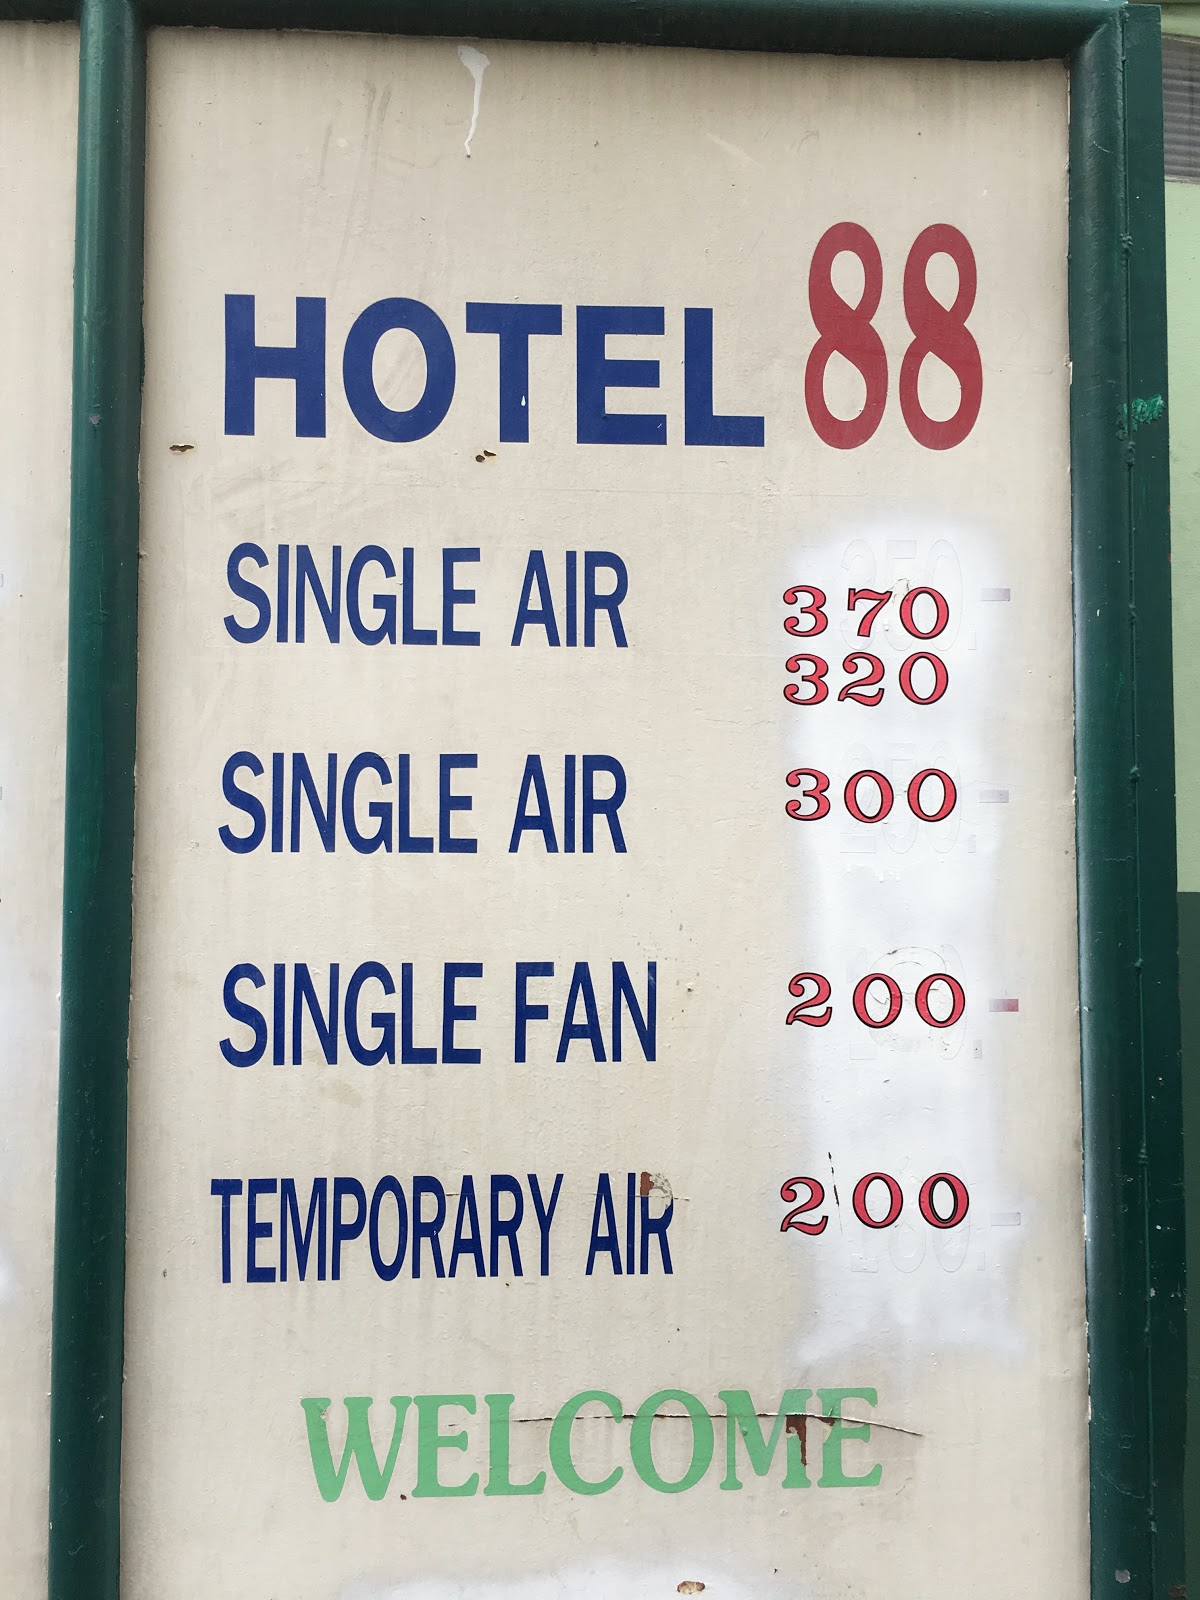 HOTEL 88
SINGLE AIR 370
320
SINGLE AIR 300
SINGLE FAN 200
TEMPORARY AIR 200
WELCOME